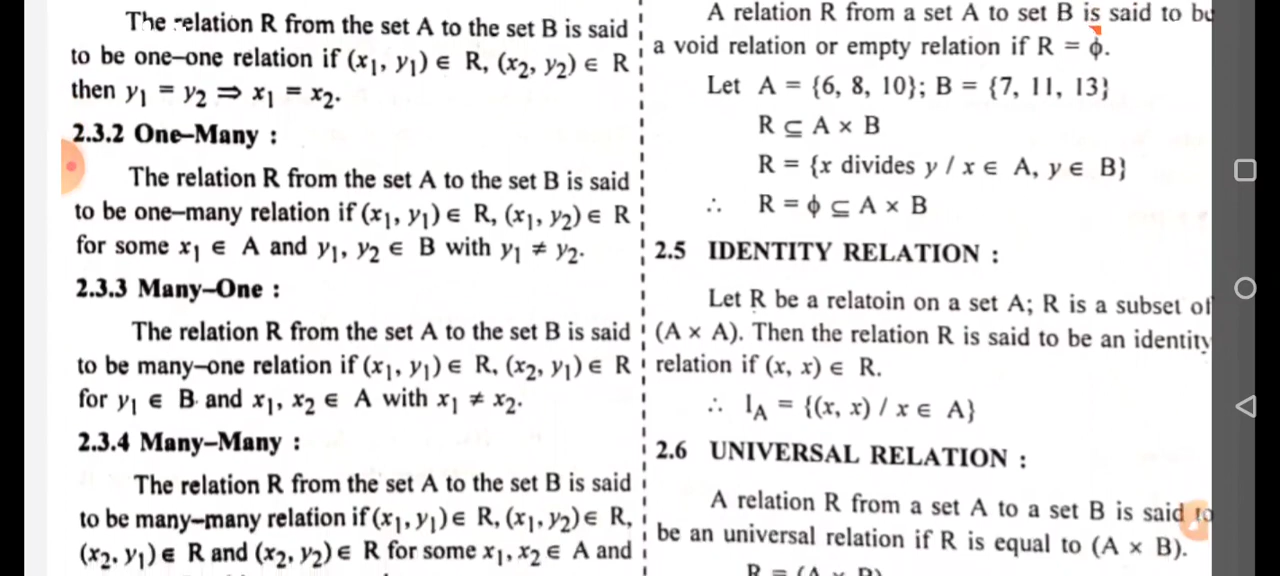 The relation R from the set A to the set B is said
to be one–one relation if (x₁, y₁) ∈ R, (x₂, y₂) ∈ R
then y₁ = y₂ ⇒ x₁ = x₂.
2.3.2 One–Many :
The relation R from the set A to the set B is said
to be one–many relation if (x₁, y₁) ∈ R, (x₁, y₂) ∈ R
for some x₁ ∈ A and y₁, y₂ ∈ B with y₁ ≠ y₂.
2.3.3 Many–One :
The relation R from the set A to the set B is said
to be many–one relation if (x₁, y₁) ∈ R, (x₂, y₁) ∈ R
for y₁ ∈ B and x₁, x₂ ∈ A with x₁ ≠ x₂.
2.3.4 Many–Many :
The relation R from the set A to the set B is said
to be many–many relation if (x₁, y₁) ∈ R, (x₁, y₂) ∈ R,
(x₂, y₁) ∈ R and (x₂, y₂) ∈ R for some x₁, x₂ ∈ A and
A relation R from a set A to set B is said to be
a void relation or empty relation if R = ϕ.
Let A = {6, 8, 10}; B = {7, 11, 13}
R ⊆ A × B
R = {x divides y / x ∈ A, y ∈ B}
∴ R = ϕ ⊆ A × B
2.5 IDENTITY RELATION :
Let R be a relatoin on a set A; R is a subset of
(A × A). Then the relation R is said to be an identity
relation if (x, x) ∈ R.
∴ I_A = {(x, x) / x ∈ A}
2.6 UNIVERSAL RELATION :
A relation R from a set A to a set B is said to
be an universal relation if R is equal to (A × B).
R = (A × B)